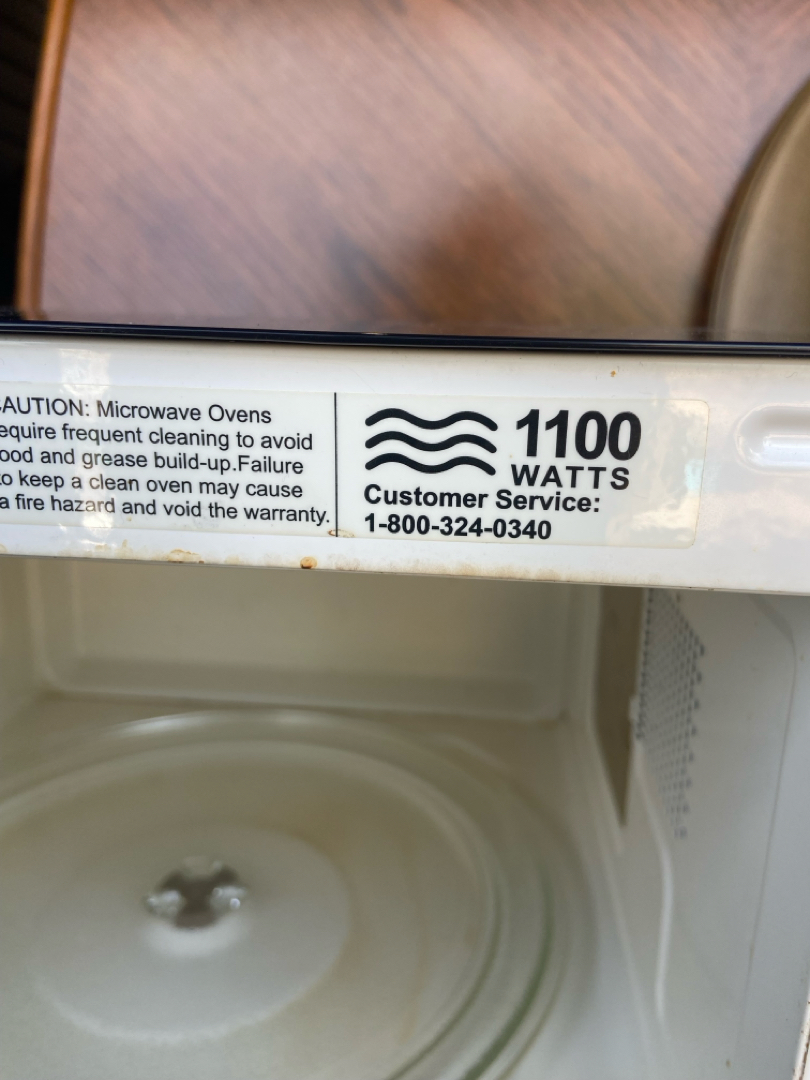 AUTION: Microwave Ovens
equire frequent cleaning to avoid
ood and grease build-up.Failure
to keep a clean oven may cause
a fire hazard and void the warranty.
1100
WATTS
Customer Service:
1-800-324-0340